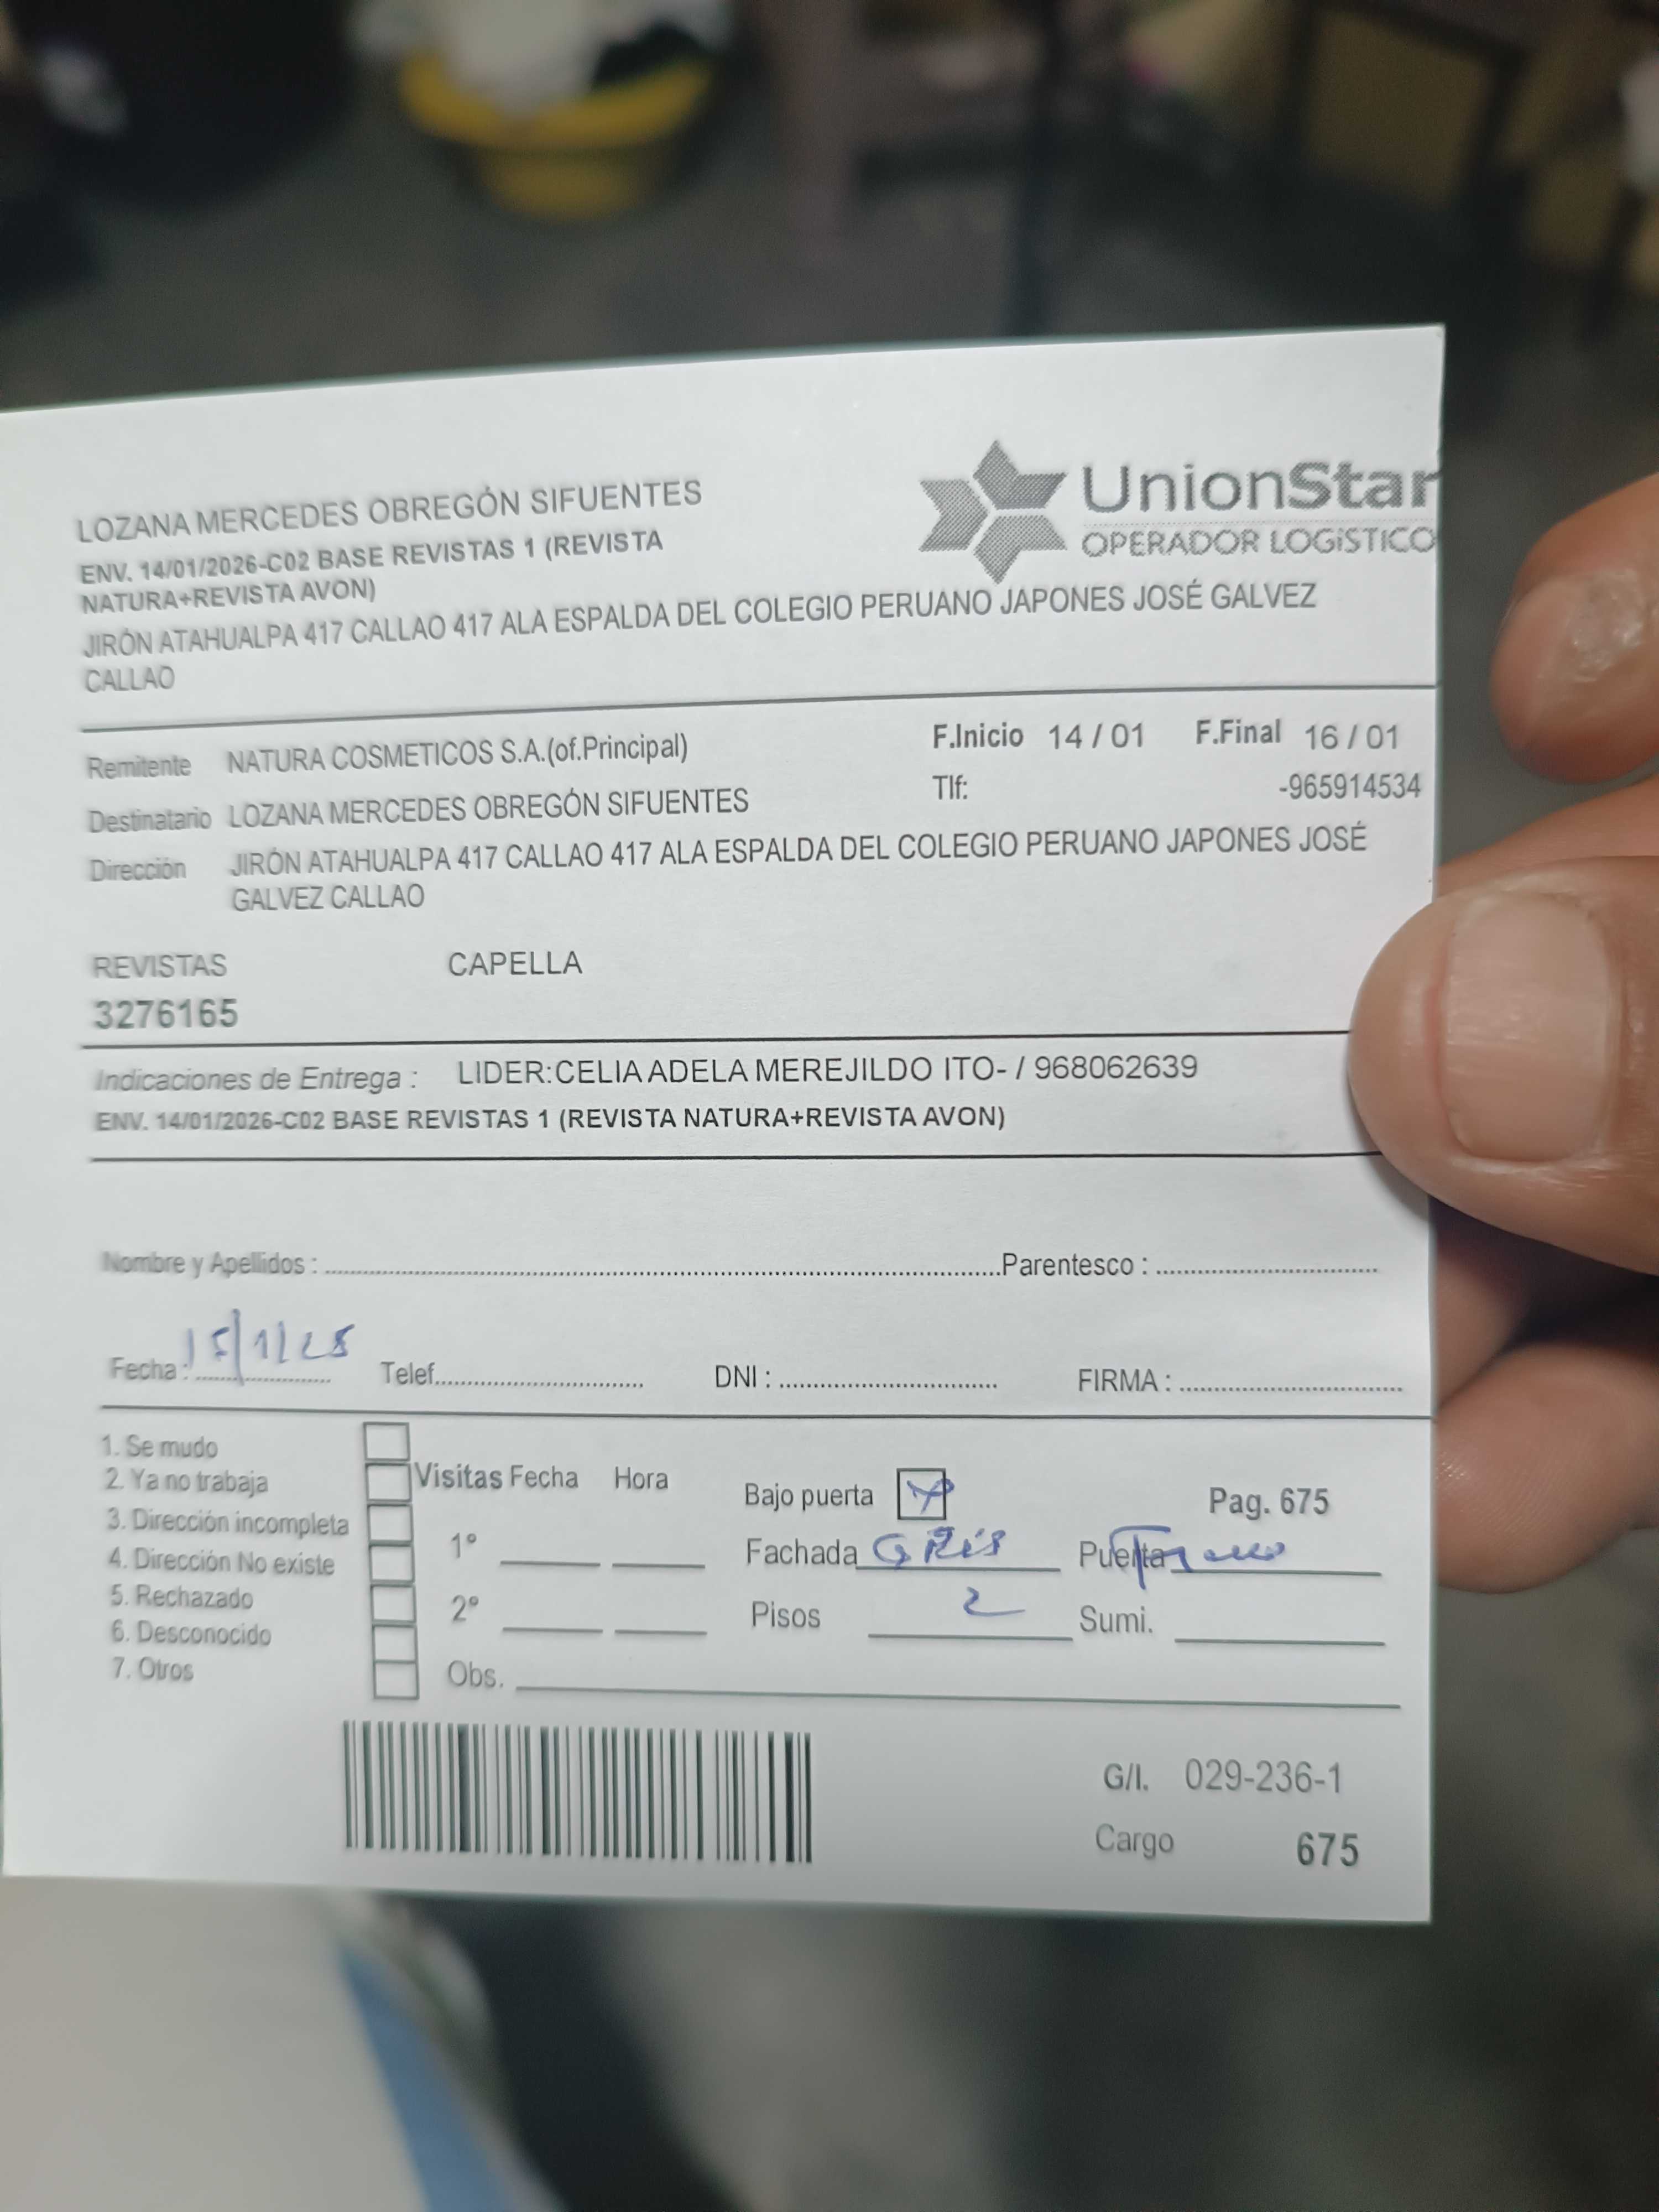 LOZANA MERCEDES OBREGÓN SIFUENTES
ENV. 14/01/2026-C02 BASE REVISTAS 1 (REVISTA
NATURA+REVISTA AVON)
JIRÓN ATAHUALPA 417 CALLAO 417 ALA ESPALDA DEL COLEGIO PERUANO JAPONES JOSÉ GALVEZ
CALLAO
UnionStar
OPERADOR LOGíSTICO
Remitente NATURA COSMETICOS S.A.(of.Principal)
F.Inicio 14 / 01 F.Final 16 / 01
Destinatario LOZANA MERCEDES OBREGÓN SIFUENTES
Tlf: -965914534
Dirección JIRÓN ATAHUALPA 417 CALLAO 417 ALA ESPALDA DEL COLEGIO PERUANO JAPONES JOSÉ
GALVEZ CALLAO
REVISTAS CAPELLA
3276165
Indicaciones de Entrega : LIDER:CELIA ADELA MEREJILDO ITO- / 968062639
ENV. 14/01/2026-C02 BASE REVISTAS 1 (REVISTA NATURA+REVISTA AVON)
Nombre y Apellidos : Parentesco :
Fecha : Telef. DNI : FIRMA :
1. Se mudo
2. Ya no trabaja
3. Dirección incompleta
4. Dirección No existe
5. Rechazado
6. Desconocido
7. Otros
Visitas Fecha Hora
1°
2°
Obs.
Bajo puerta X
Fachada GRIS
Pisos 2
Pag. 675
Puerta
Sumi.
G/I. 029-236-1
Cargo 675